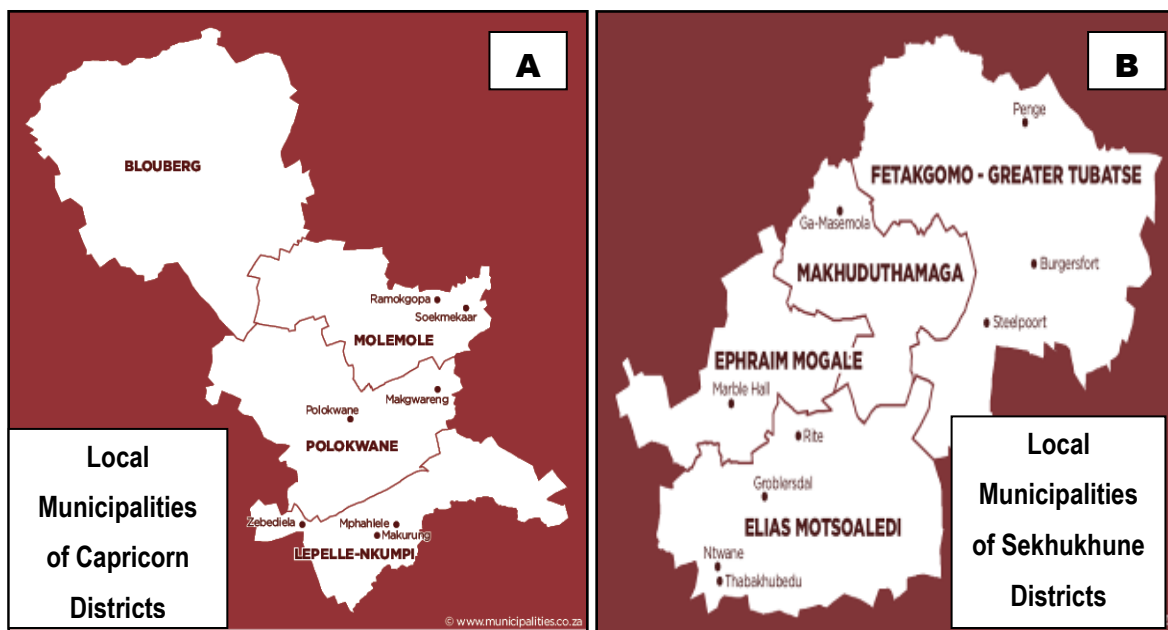 A
BLOUBERG
Ramokgopa
Soekmekaar
MOLEMOLE
Makgwareng
Polokwane
POLOKWANE
Local
Municipalities
of Capricorn
Districts
Zebediela
Mphahlele
Makurung
LEPELLE-NKUMPI
© www.municipalities.co.za
B
Penge
FETAKGOMO - GREATER TUBATSE
Ga-Masemola
MAKHUDUTHAMAGA
Burgersfort
Steelpoort
EPHRAIM MOGALE
Marble Hall
Rite
Groblersdal
ELIAS MOTSOALEDI
Ntwane
Thabakhubedu
Local
Municipalities
of Sekhukhune
Districts